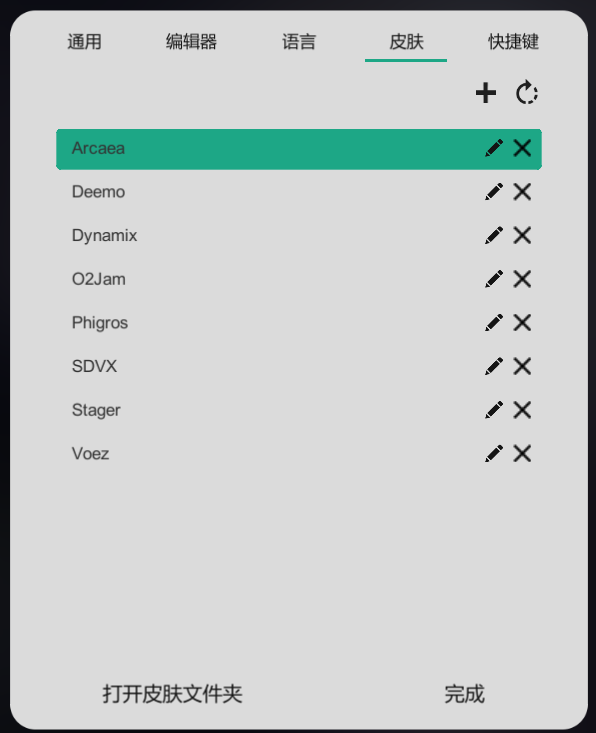 通用 编辑器 语言 皮肤 快捷键
Arcaea
Deemo
Dynamix
O2Jam
Phigros
SDVX
Stager
Voez
打开皮肤文件夹 完成